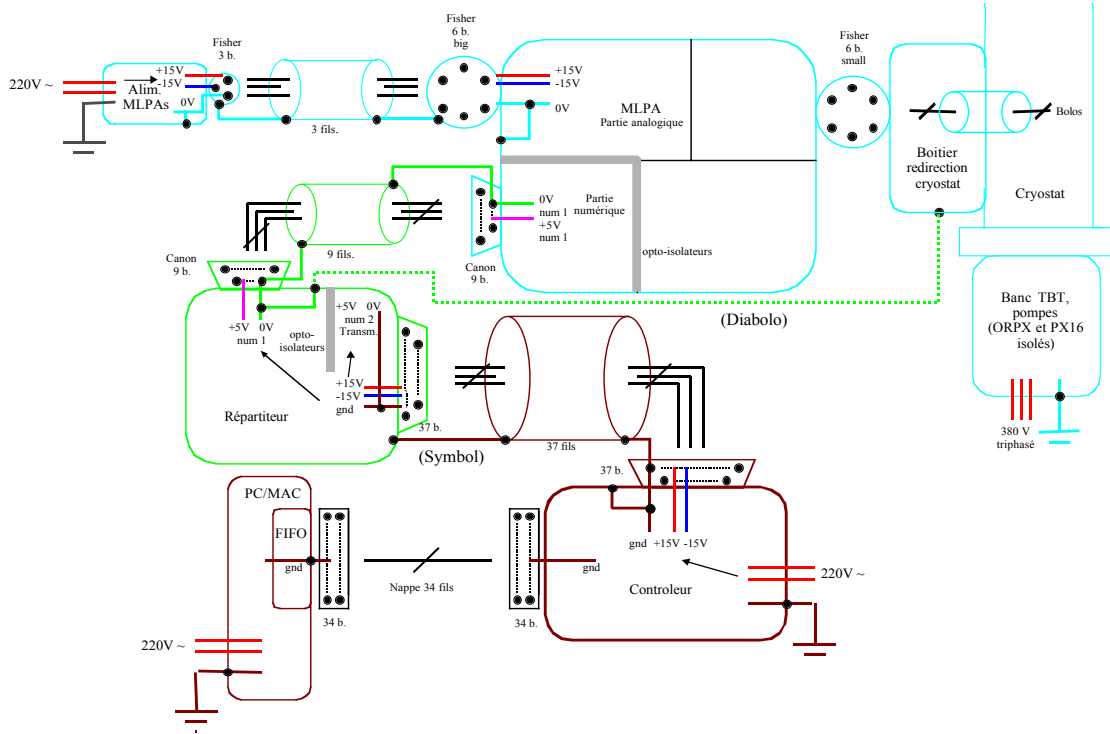 Fisher
3 b.
Fisher
6 b.
big
Fisher
6 b.
small
220V ~
+15V
-15V
0V
Alim.
MLPAs
3 fils.
+15V
-15V
0V
MLPA
Partie analogique
Boitier
redirection
cryostat
Bolos
Cryostat
Partie
numérique
0V
num 1
+5V
num 1
opto-isolateurs
Canon
9 b.
9 fils.
Canon
9 b.
+5V
0V
num 1
opto-
isolateurs
+5V 0V
num 2
Transm.
(Diabolo)
Banc TBT,
pompes
(ORPX et PX16
isolés)
380 V
triphasé
+15V
-15V
gnd
Répartiteur
37 b.
(Symbol)
37 fils
37 b.
PC/MAC
FIFO
gnd
Nappe 34 fils
34 b.
34 b.
gnd
gnd +15V -15V
Controleur
220V ~
220V ~